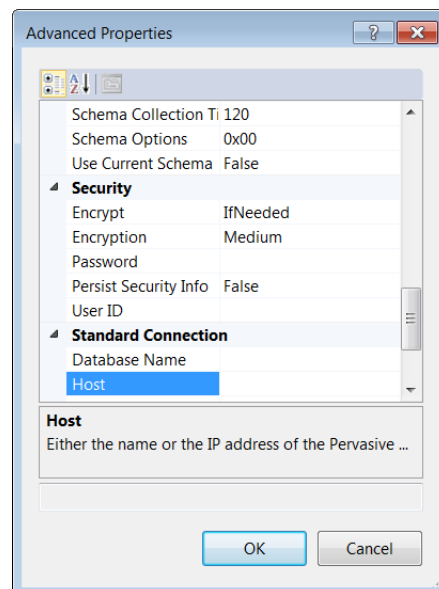 Advanced Properties
Schema Collection Ti 120
Schema Options 0x00
Use Current Schema False
Security
Encrypt IfNeeded
Encryption Medium
Password
Persist Security Info False
User ID
Standard Connection
Database Name
Host
Host
Either the name or the IP address of the Pervasive ...
OK Cancel